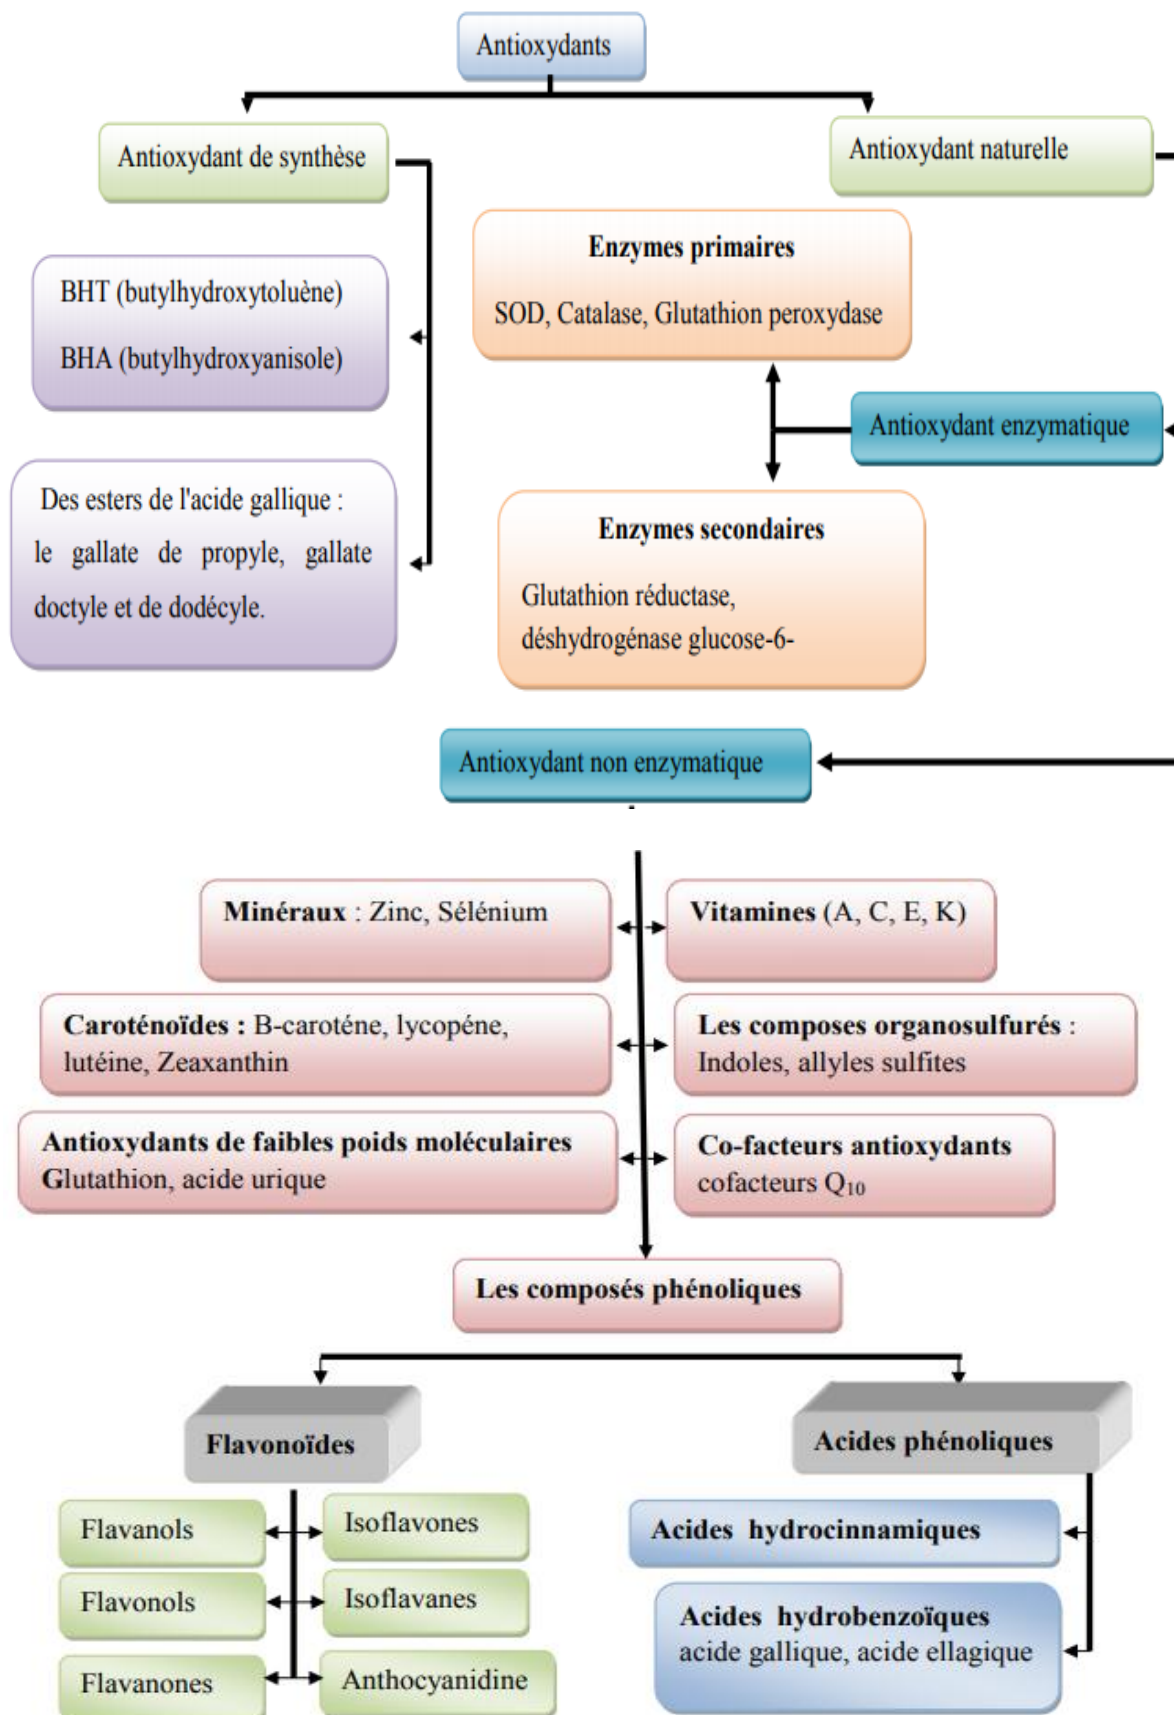 Antioxydants
Antioxydant de synthèse
Antioxydant naturelle
BHT (butylhydroxytoluène)
BHA (butylhydroxyanisole)
Des esters de l'acide gallique :
le gallate de propyle, gallate
doctyle et de dodécyle.
Enzymes primaires
SOD, Catalase, Glutathion peroxydase
Antioxydant enzymatique
Enzymes secondaires
Glutathion réductase,
déshydrogénase glucose-6-
Antioxydant non enzymatique
Minéraux : Zinc, Sélénium
Vitamines (A, C, E, K)
Caroténoïdes : B-caroténe, lycopéne,
lutéine, Zeaxanthin
Les composes organosulfurés :
Indoles, allyles sulfites
Antioxydants de faibles poids moléculaires
Glutathion, acide urique
Co-facteurs antioxydants
cofacteurs Q₁₀
Les composés phénoliques
Flavonoïdes
Acides phénoliques
Flavanols
Isoflavones
Flavonols
Isoflavanes
Flavanones
Anthocyanidine
Acides hydrocinnamiques
Acides hydrobenzoïques
acide gallique, acide ellagique